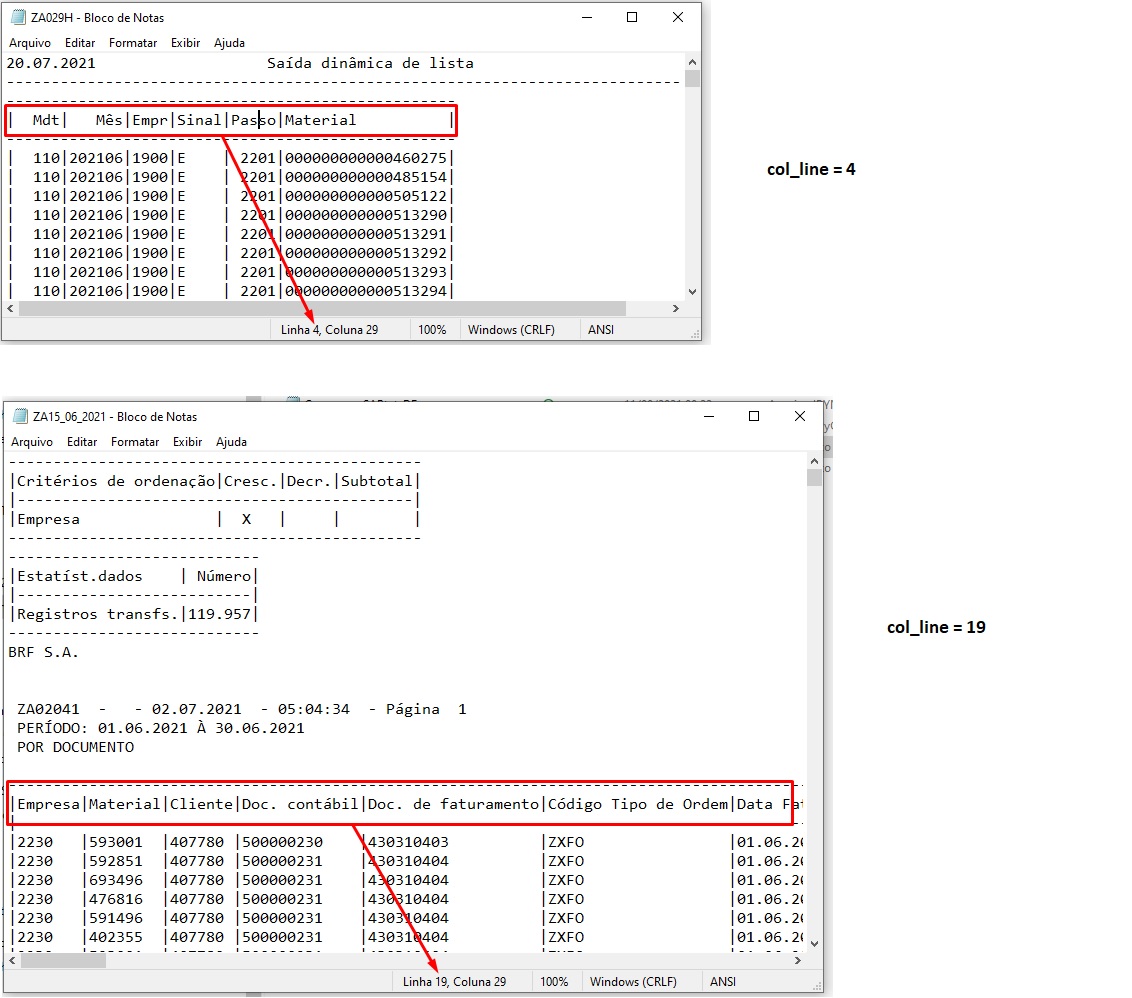 ZA029H - Bloco de Notas
Arquivo Editar Formatar Exibir Ajuda
20.07.2021 Saída dinâmica de lista
--------------------------------------------------------------------------
--------------------------------------------------
| Mdt| Mês|Empr|Sinal|Passo|Material |
--------------------------------------------------
| 110|202106|1900|E | 2201|000000000000460275|
| 110|202106|1900|E | 2201|000000000000485154|
| 110|202106|1900|E | 2201|000000000000505122|
| 110|202106|1900|E | 2201|000000000000513290|
| 110|202106|1900|E | 2201|000000000000513291|
| 110|202106|1900|E | 2201|000000000000513292|
| 110|202106|1900|E | 2201|000000000000513293|
| 110|202106|1900|E | 2201|000000000000513294|
Linha 4, Coluna 29 100% Windows (CRLF) ANSI
col_line = 4
ZA15_06_2021 - Bloco de Notas
Arquivo Editar Formatar Exibir Ajuda
----------------------------------------------
|Critérios de ordenação|Cresc.|Decr.|Subtotal|
|--------------------------------------------|
|Empresa | X | | |
----------------------------------------------
----------------------------
|Estatíst.dados | Número|
|--------------------------|
|Registros transfs.|119.957|
----------------------------
BRF S.A.
ZA02041 - - 02.07.2021 - 05:04:34 - Página 1
PERÍODO: 01.06.2021 À 30.06.2021
POR DOCUMENTO
|Empresa|Material|Cliente|Doc. contábil|Doc. de faturamento|Código Tipo de Ordem|Data Fat
|2230 |593001 |407780 |500000230 |430310403 |ZXFO |01.06.20
|2230 |592851 |407780 |500000231 |430310404 |ZXFO |01.06.20
|2230 |693496 |407780 |500000231 |430310404 |ZXFO |01.06.20
|2230 |476816 |407780 |500000231 |430310404 |ZXFO |01.06.20
|2230 |591496 |407780 |500000231 |430310404 |ZXFO |01.06.20
|2230 |402355 |407780 |500000231 |430310404 |ZXFO |01.06.20
Linha 19, Coluna 29 100% Windows (CRLF) ANSI
col_line = 19